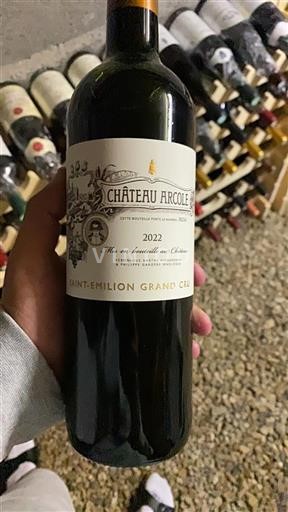 CHÂTEAU ARCOLE
CETTE BOUTEILLE PORTE LE NUMÉRO
2022
Mis en bouteille au Château
SAINT-EMILION GRAND CRU